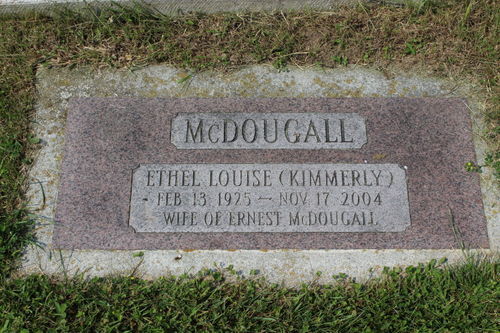 McDOUGALL
ETHEL LOUISE (KIMMERLY)
FEB. 13, 1925 — NOV. 17, 2004
WIFE OF ERNEST McDOUGALL